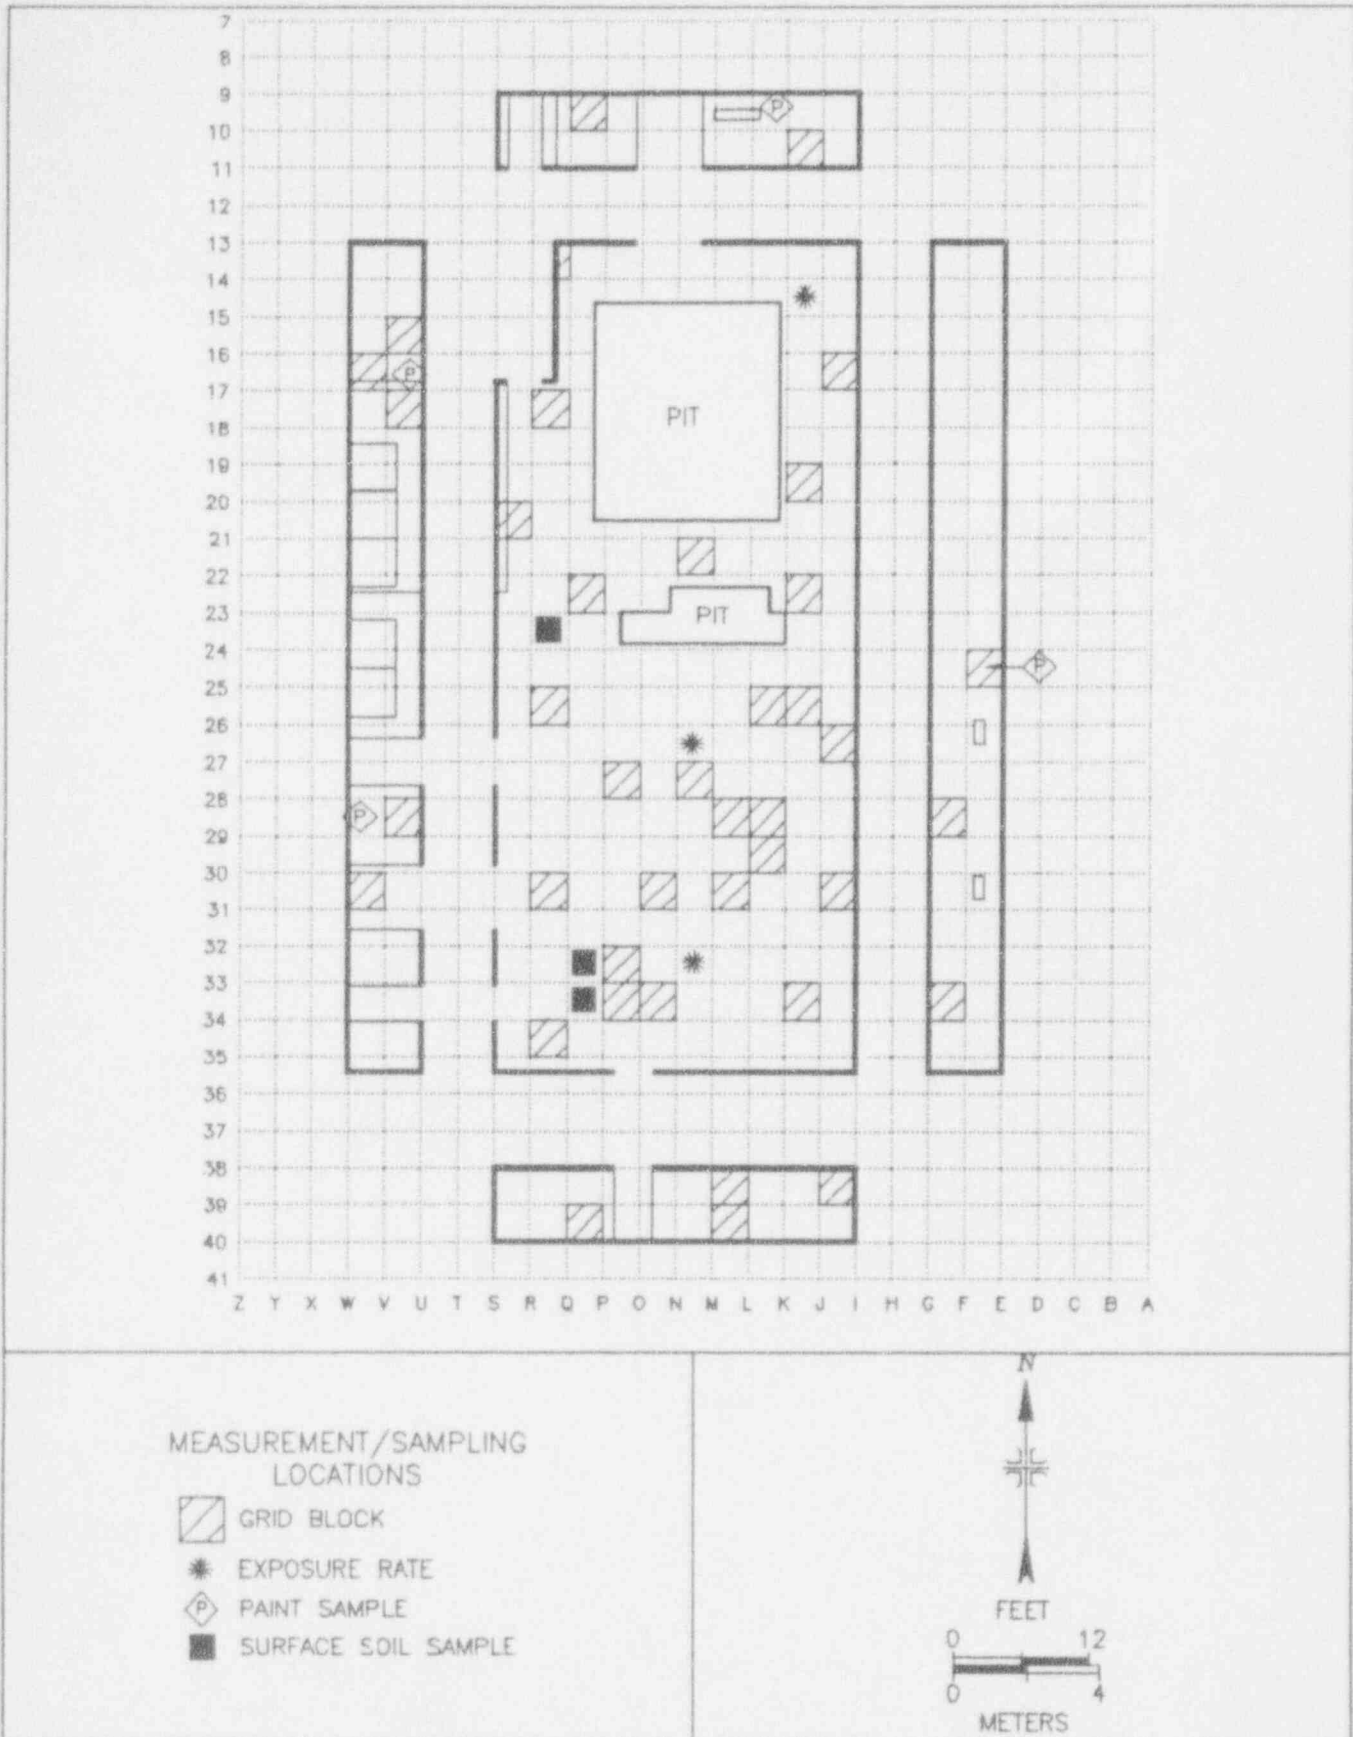 7
8
9
P
10
11
12
13
14
15
16
P
17
PIT
18
19
20
21
22
23
PIT
24
P
25
26
27
28
P
29
30
31
32
33
34
35
36
37
38
39
40
41
Z Y X W V U T S R Q P O N M L K J I H G F E D C B A
MEASUREMENT/SAMPLING
LOCATIONS
GRID BLOCK
EXPOSURE RATE
P PAINT SAMPLE
SURFACE SOIL SAMPLE
N
FEET
0 12
0 4
METERS